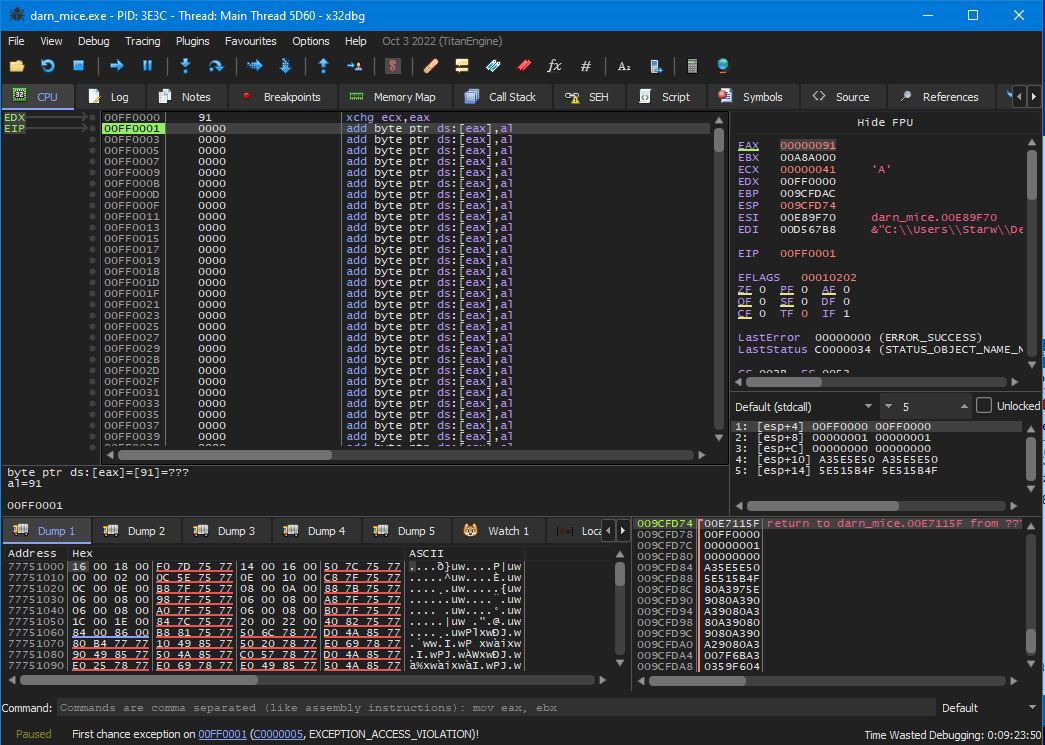 darn_mice.exe - PID: 3E3C - Thread: Main Thread 5D60 - x32dbg
File View Debug Tracing Plugins Favourites Options Help Oct 3 2022 (TitanEngine)
CPU Log Notes Breakpoints Memory Map Call Stack SEH Script Symbols Source References
EDX 00FF0000 91 xchg ecx,eax
EIP 00FF0001 0000 add byte ptr ds:[eax],al
00FF0003 0000 add byte ptr ds:[eax],al
00FF0005 0000 add byte ptr ds:[eax],al
00FF0007 0000 add byte ptr ds:[eax],al
00FF0009 0000 add byte ptr ds:[eax],al
00FF000B 0000 add byte ptr ds:[eax],al
00FF000D 0000 add byte ptr ds:[eax],al
00FF000F 0000 add byte ptr ds:[eax],al
00FF0011 0000 add byte ptr ds:[eax],al
00FF0013 0000 add byte ptr ds:[eax],al
00FF0015 0000 add byte ptr ds:[eax],al
00FF0017 0000 add byte ptr ds:[eax],al
00FF0019 0000 add byte ptr ds:[eax],al
00FF001B 0000 add byte ptr ds:[eax],al
00FF001D 0000 add byte ptr ds:[eax],al
00FF001F 0000 add byte ptr ds:[eax],al
00FF0021 0000 add byte ptr ds:[eax],al
00FF0023 0000 add byte ptr ds:[eax],al
00FF0025 0000 add byte ptr ds:[eax],al
00FF0027 0000 add byte ptr ds:[eax],al
00FF0029 0000 add byte ptr ds:[eax],al
00FF002B 0000 add byte ptr ds:[eax],al
00FF002D 0000 add byte ptr ds:[eax],al
00FF002F 0000 add byte ptr ds:[eax],al
00FF0031 0000 add byte ptr ds:[eax],al
00FF0033 0000 add byte ptr ds:[eax],al
00FF0035 0000 add byte ptr ds:[eax],al
00FF0037 0000 add byte ptr ds:[eax],al
00FF0039 0000 add byte ptr ds:[eax],al
Hide FPU
EAX 00000091
EBX 00A8A000
ECX 00000041 'A'
EDX 00FF0000
EBP 009CFDAC
ESP 009CFD74
ESI 00E89F70 darn_mice.00E89F70
EDI 00D567B8 &"C:\\Users\\Starw\\De
EIP 00FF0001
EFLAGS 00010202
ZF 0 PF 0 AF 0
OF 0 SF 0 DF 0
CF 0 TF 0 IF 1
LastError 00000000 (ERROR_SUCCESS)
LastStatus C0000034 (STATUS_OBJECT_NAME_N
Default (stdcall) 5 Unlocked
1: [esp+4] 00FF0000 00FF0000
2: [esp+8] 00000001 00000001
3: [esp+C] 00000000 00000000
4: [esp+10] A35E5E50 A35E5E50
5: [esp+14] 5E515B4F 5E515B4F
byte ptr ds:[eax]=[91]=???
al=91
00FF0001
Dump 1 Dump 2 Dump 3 Dump 4 Dump 5 Watch 1 Loca
Address Hex ASCII
77751000 16 00 18 00 F0 7D 75 77 14 00 16 00 50 7C 75 77 ....ð}uw....P|uw
77751010 00 00 02 00 0C 5E 75 77 0E 00 10 00 C8 7F 75 77 .....^uw....È.uw
77751020 0C 00 0E 00 B8 7F 75 77 08 00 0A 00 88 7B 75 77
77751030 06 00 08 00 98 7F 75 77 06 00 08 00 A8 7F 75 77
77751040 06 00 08 00 A0 7F 75 77 06 00 08 00 B0 7F 75 77
77751050 1C 00 1E 00 84 7C 75 77 20 00 22 00 40 82 75 77
77751060 84 00 86 00 B8 81 75 77 50 6C 78 77 D0 4A 85 77
77751070 80 B4 77 77 10 49 85 77 50 20 78 77 E0 69 78 77
77751080 90 49 85 77 50 4A 85 77 C0 57 78 77 D0 4A 85 77
77751090 E0 25 78 77 E0 69 78 77 E0 49 85 77 50 4A 85 77
009CFD74 00E7115F return to darn_mice.00E7115F from ???
009CFD78 00FF0000
009CFD7C 00000001
009CFD80 00000000
009CFD84 A35E5E50
009CFD88 5E515B4F
009CFD8C 80A3975E
009CFD90 9080A390
009CFD94 A39080A3
009CFD98 80A39080
009CFD9C 9080A390
009CFDA0 A29080A3
009CFDA4 007F6BA3
009CFDA8 0359F604
Command: Commands are comma separated (like assembly instructions): mov eax, ebx Default
Paused First chance exception on 00FF0001 (C0000005, EXCEPTION_ACCESS_VIOLATION)! Time Wasted Debugging: 0:09:23:50